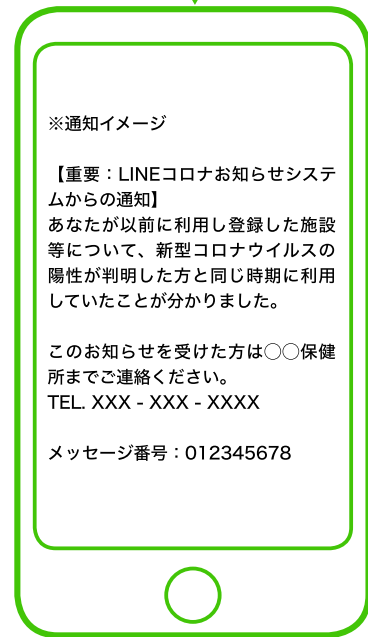 ※通知イメージ
【重要：LINEコロナお知らせシステ
ムからの通知】
あなたが以前に利用し登録した施設
等について、新型コロナウイルスの
陽性が判明した方と同じ時期に利用
していたことが分かりました。
このお知らせを受けた方は◯◯保健
所までご連絡ください。
TEL. XXX - XXX - XXXX
メッセージ番号：012345678